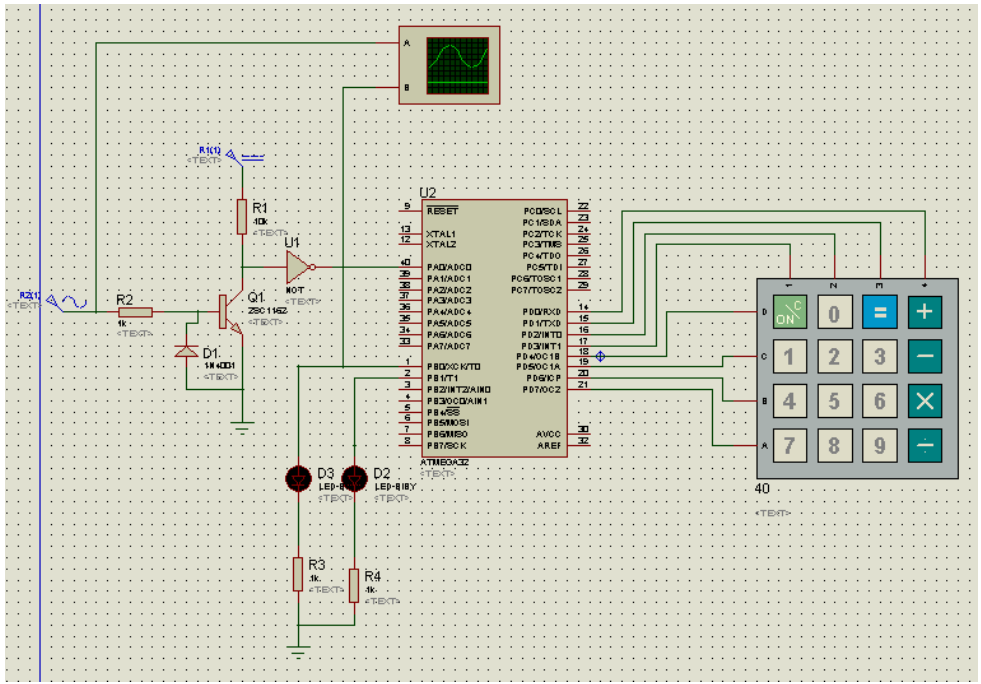 A
B
R1(1)
<TEXT>
R1
10k
<TEXT>
U1
NOT
<TEXT>
R2(1)
<TEXT>
R2
1k
<TEXT>
Q1
2SC1162
<TEXT>
D1
1N4001
<TEXT>
U2
9 RESET PC0/SCL 22
PC1/SDA 23
13 XTAL1 PC2/TCK 24
12 XTAL2 PC3/TMS 25
PC4/TDO 26
40 PA0/ADC0 PC5/TDI 27
39 PA1/ADC1 PC6/TOSC1 28
38 PA2/ADC2 PC7/TOSC2 29
37 PA3/ADC3
36 PA4/ADC4 PD0/RXD 14
35 PA5/ADC5 PD1/TXD 15
34 PA6/ADC6 PD2/INT0 16
33 PA7/ADC7 PD3/INT1 17
PD4/OC1B 18
1 PB0/XCK/T0 PD5/OC1A 19
2 PB1/T1 PD6/ICP 20
3 PB2/INT2/AIN0 PD7/OC2 21
4 PB3/OC0/AIN1
5 PB4/SS
6 PB5/MOSI
7 PB6/MISO AVCC 30
8 PB7/SCK AREF 32
ATMEGA32
<TEXT>
1 2 3 4
D ON/C 0 = +
C 1 2 3 −
B 4 5 6 ×
A 7 8 9 ÷
40
<TEXT>
D3
<TEXT>
D2
LED-BIBY
<TEXT>
R3
1k
<TEXT>
R4
1k
<TEXT>